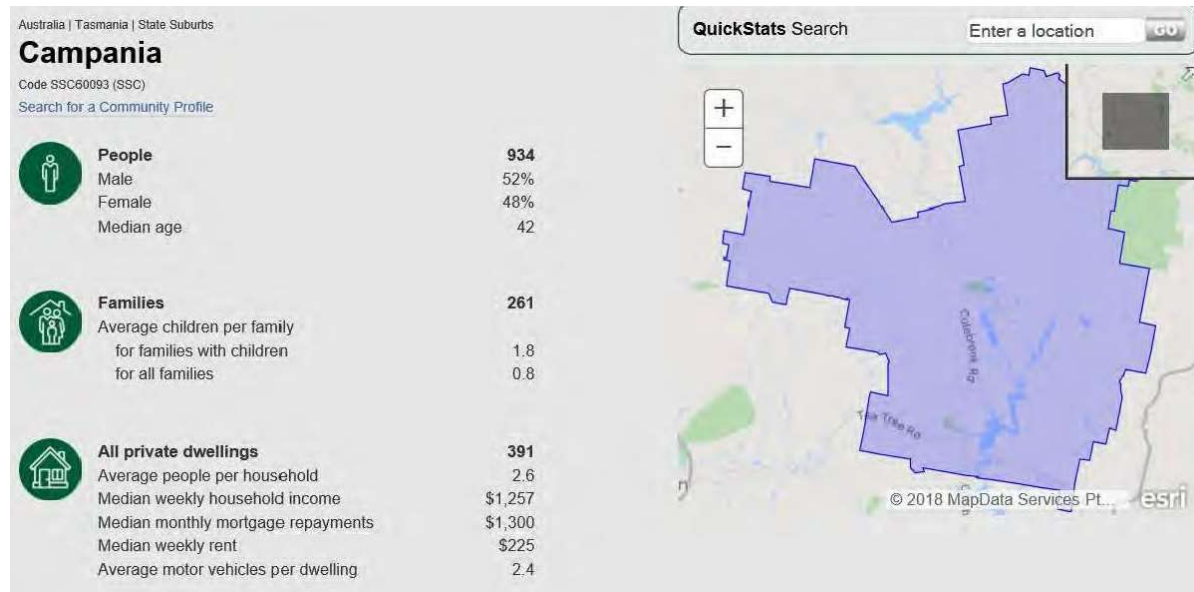 Australia | Tasmania | State Suburbs
Campania
Code SSC60093 (SSC)
Search for a Community Profile
People 934
Male 52%
Female 48%
Median age 42
Families 261
Average children per family
for families with children 1.8
for all families 0.8
All private dwellings 391
Average people per household 2.6
Median weekly household income $1,257
Median monthly mortgage repayments $1,300
Median weekly rent $225
Average motor vehicles per dwelling 2.4
QuickStats Search
Enter a location GO
+
−
Colebrook Rd
Tea Tree Rd
© 2018 MapData Services Pt...
esri